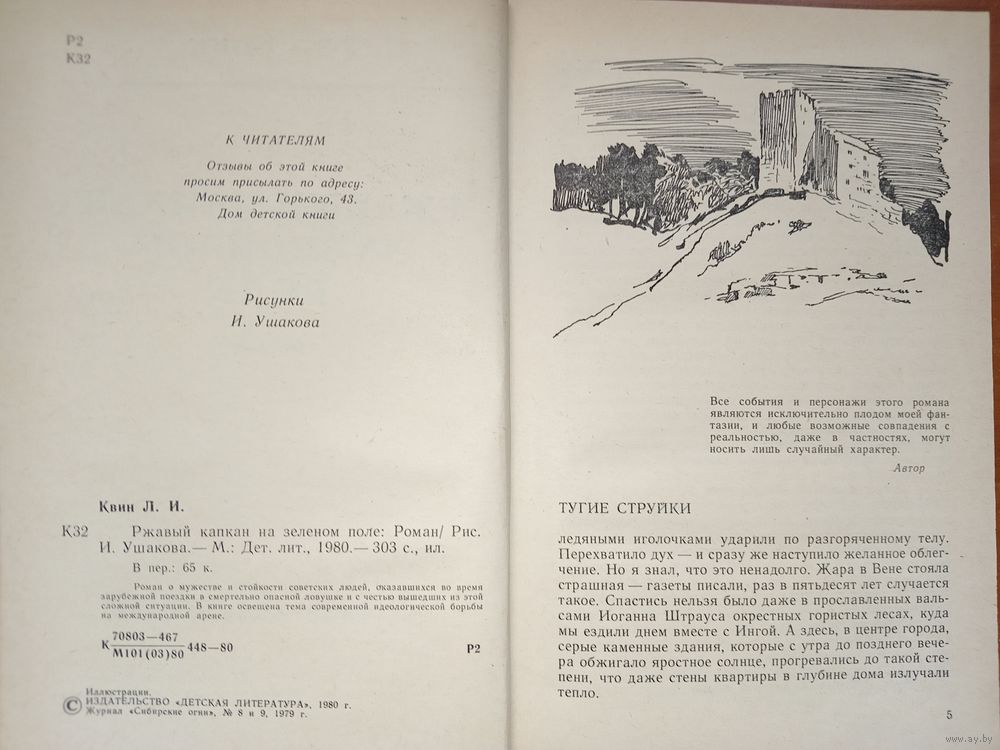 Р2
К32
К ЧИТАТЕЛЯМ
Отзывы об этой книге
просим присылать по адресу:
Москва, ул. Горького, 43.
Дом детской книги
Рисунки
И. Ушакова
Квин Л. И.
К32 Ржавый капкан на зеленом поле: Роман/ Рис.
И. Ушакова.— М.: Дет. лит., 1980.— 303 с., ил.
В пер.: 65 к.
Роман о мужестве и стойкости советских людей, оказавшихся во время
зарубежной поездки в смертельно опасной ловушке и с честью вышедших из этой
сложной ситуации. В книге освещена тема современной идеологической борьбы
на международной арене.
К 70803—467
М101(03)80 448—80 Р2
Иллюстрации.
© ИЗДАТЕЛЬСТВО «ДЕТСКАЯ ЛИТЕРАТУРА», 1980 г.
Журнал «Сибирские огни», № 8 и 9, 1979 г.
Все события и персонажи этого романа
являются исключительно плодом моей фан-
тазии, и любые возможные совпадения с
реальностью, даже в частностях, могут
носить лишь случайный характер.
Автор
ТУГИЕ СТРУЙКИ
ледяными иголочками ударили по разгоряченному телу.
Перехватило дух — и сразу же наступило желанное облег-
чение. Но я знал, что это ненадолго. Жара в Вене стояла
страшная — газеты писали, раз в пятьдесят лет случается
такое. Спастись нельзя было даже в прославленных валь-
сами Иоганна Штрауса окрестных гористых лесах, куда
мы ездили днем вместе с Ингой. А здесь, в центре города,
серые каменные здания, которые с утра до позднего вече-
ра обжигало яростное солнце, прогревались до такой сте-
пени, что даже стены квартиры в глубине дома излучали
тепло.
5
www.ay.by